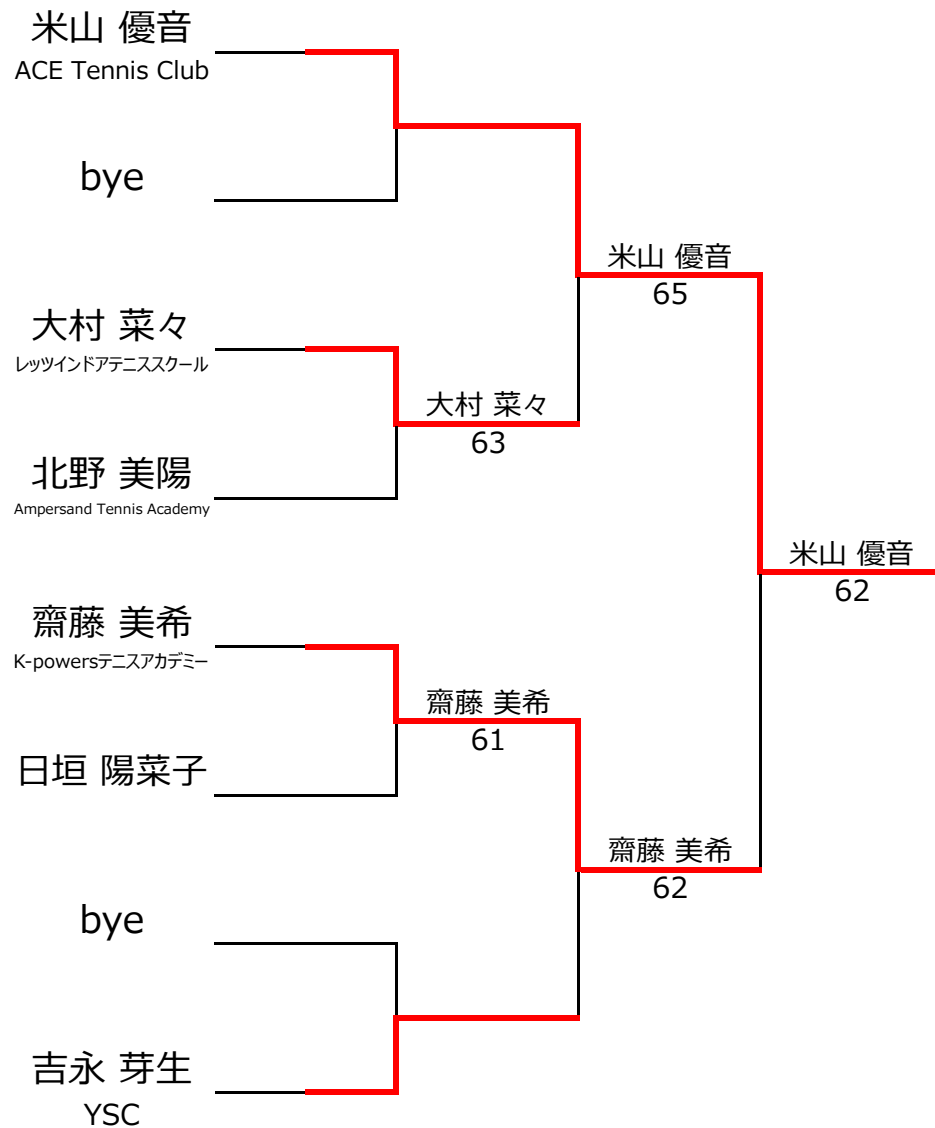 米山 優音
ACE Tennis Club
bye
大村 菜々
レッツインドアテニススクール
北野 美陽
Ampersand Tennis Academy
齋藤 美希
K-powersテニスアカデミー
日垣 陽菜子
bye
吉永 芽生
YSC
大村 菜々
63
齋藤 美希
61
米山 優音
65
齋藤 美希
62
米山 優音
62